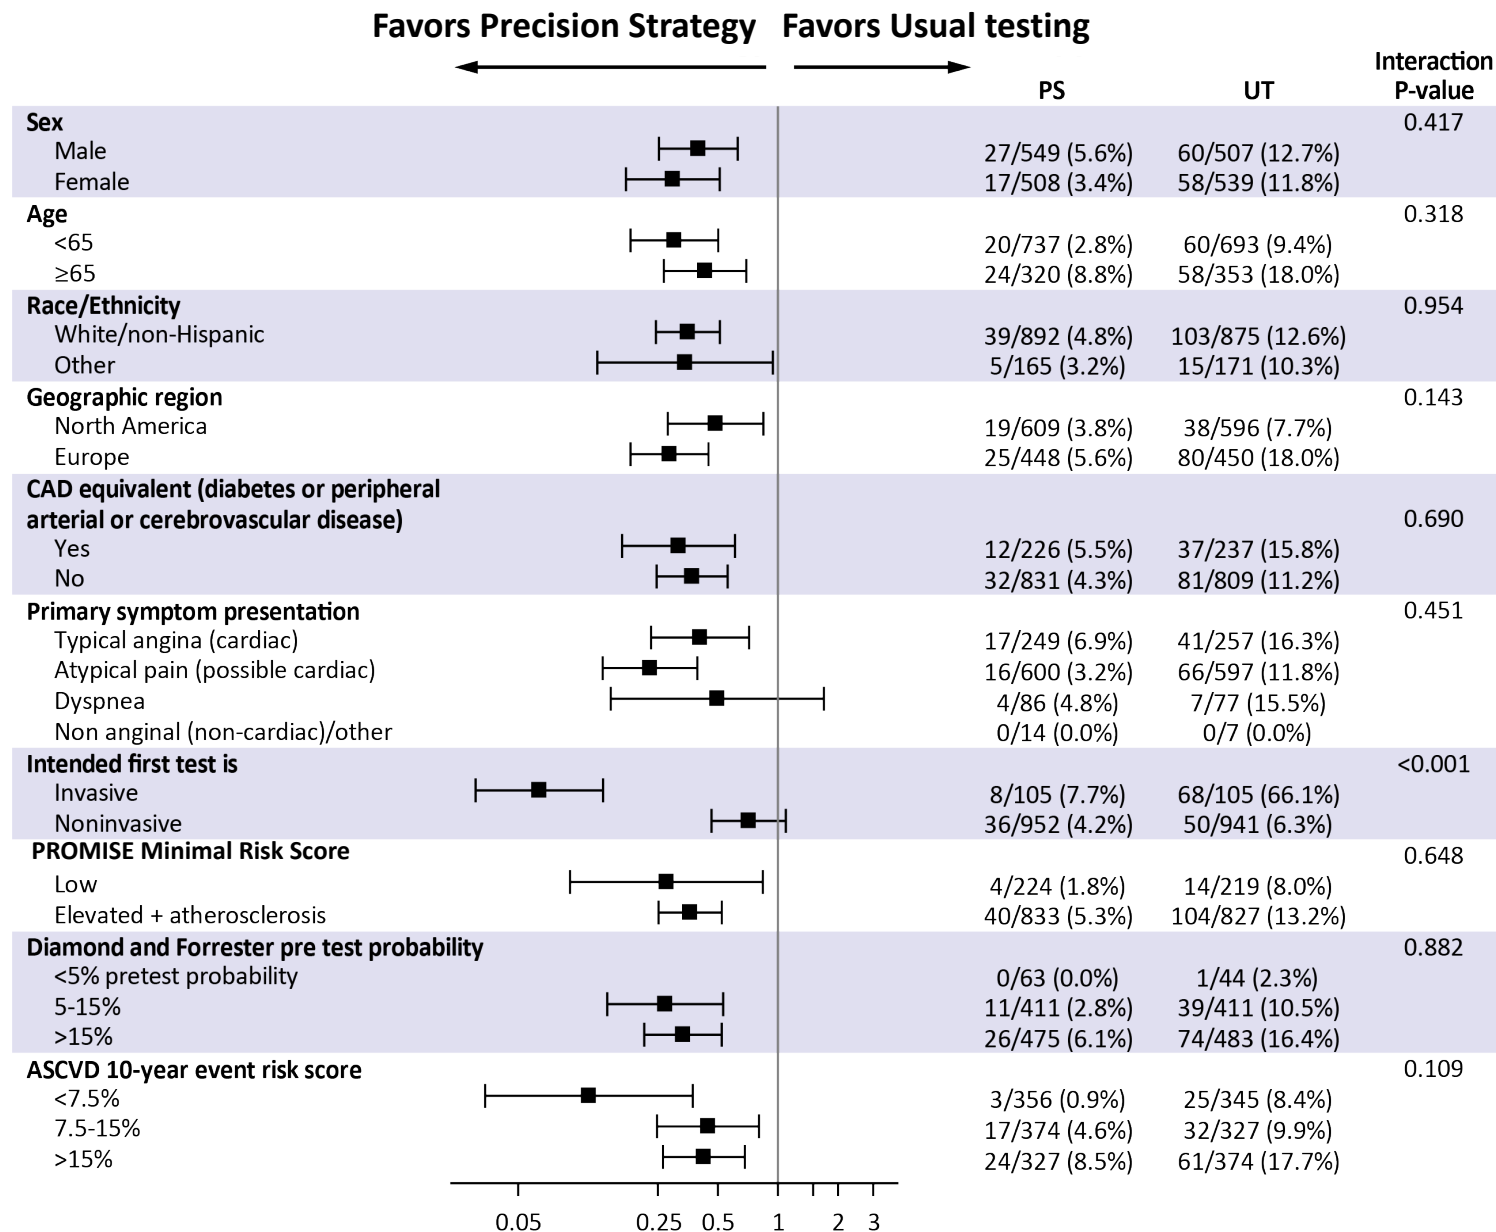 Favors Precision Strategy Favors Usual testing
PS UT Interaction P-value
Sex 0.417
Male 27/549 (5.6%) 60/507 (12.7%)
Female 17/508 (3.4%) 58/539 (11.8%)
Age 0.318
<65 20/737 (2.8%) 60/693 (9.4%)
≥65 24/320 (8.8%) 58/353 (18.0%)
Race/Ethnicity 0.954
White/non-Hispanic 39/892 (4.8%) 103/875 (12.6%)
Other 5/165 (3.2%) 15/171 (10.3%)
Geographic region 0.143
North America 19/609 (3.8%) 38/596 (7.7%)
Europe 25/448 (5.6%) 80/450 (18.0%)
CAD equivalent (diabetes or peripheral
arterial or cerebrovascular disease) 0.690
Yes 12/226 (5.5%) 37/237 (15.8%)
No 32/831 (4.3%) 81/809 (11.2%)
Primary symptom presentation 0.451
Typical angina (cardiac) 17/249 (6.9%) 41/257 (16.3%)
Atypical pain (possible cardiac) 16/600 (3.2%) 66/597 (11.8%)
Dyspnea 4/86 (4.8%) 7/77 (15.5%)
Non anginal (non-cardiac)/other 0/14 (0.0%) 0/7 (0.0%)
Intended first test is <0.001
Invasive 8/105 (7.7%) 68/105 (66.1%)
Noninvasive 36/952 (4.2%) 50/941 (6.3%)
PROMISE Minimal Risk Score 0.648
Low 4/224 (1.8%) 14/219 (8.0%)
Elevated + atherosclerosis 40/833 (5.3%) 104/827 (13.2%)
Diamond and Forrester pre test probability 0.882
<5% pretest probability 0/63 (0.0%) 1/44 (2.3%)
5-15% 11/411 (2.8%) 39/411 (10.5%)
>15% 26/475 (6.1%) 74/483 (16.4%)
ASCVD 10-year event risk score 0.109
<7.5% 3/356 (0.9%) 25/345 (8.4%)
7.5-15% 17/374 (4.6%) 32/327 (9.9%)
>15% 24/327 (8.5%) 61/374 (17.7%)
0.05 0.25 0.5 1 2 3